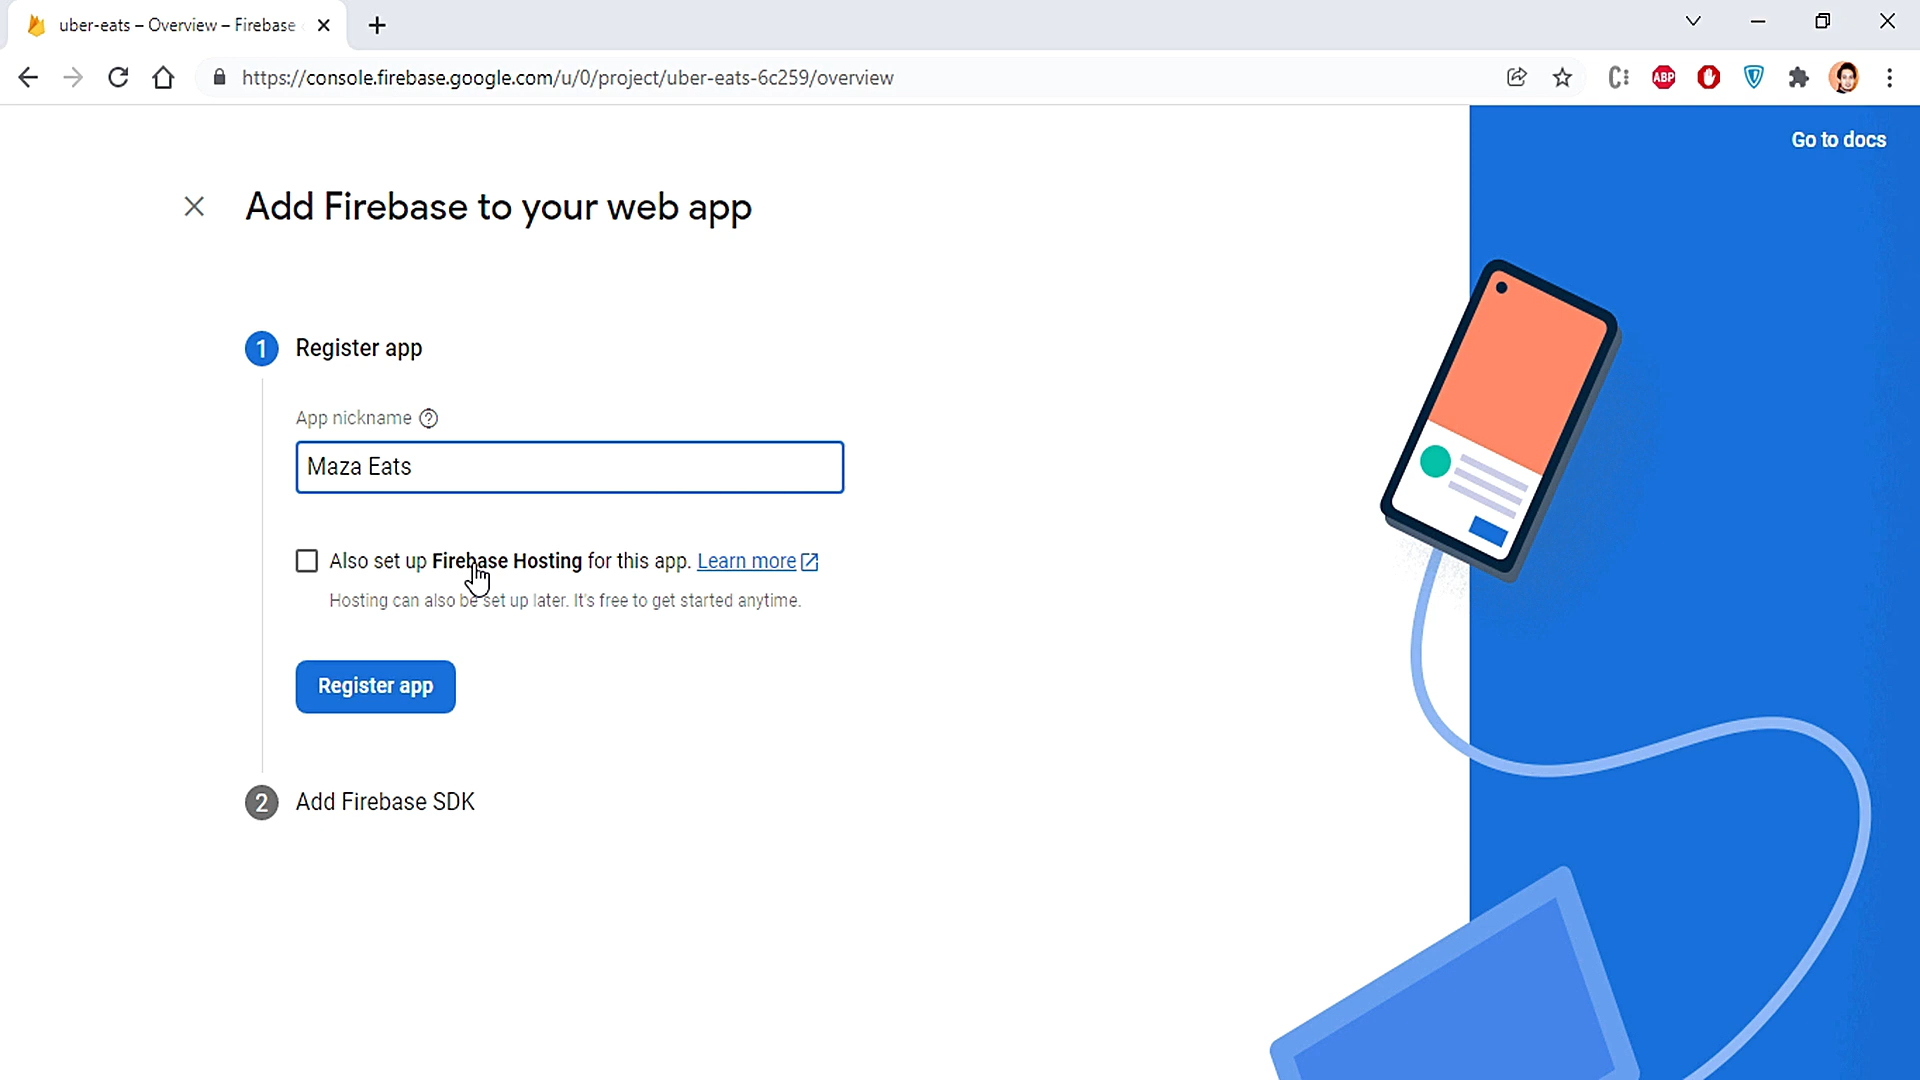 uber-eats – Overview – Firebase
https://console.firebase.google.com/u/0/project/uber-eats-6c259/overview
ABP
Go to docs
Add Firebase to your web app
1 Register app
App nickname
Maza Eats
Also set up Firebase Hosting for this app. Learn more
Hosting can also be set up later. It's free to get started anytime.
Register app
2 Add Firebase SDK